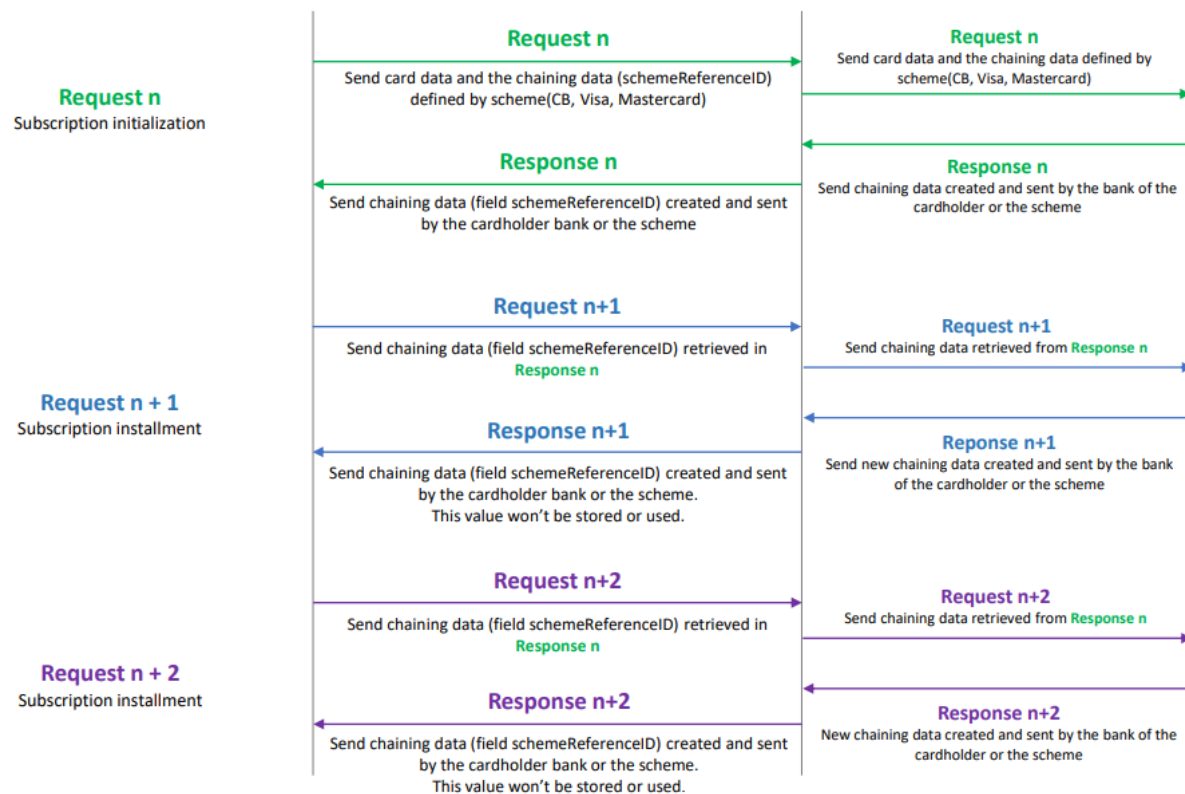 Request n
Subscription initialization
Request n
Send card data and the chaining data (schemeReferenceID)
defined by scheme(CB, Visa, Mastercard)
Request n
Send card data and the chaining data defined by
scheme(CB, Visa, Mastercard)
Response n
Send chaining data (field schemeReferenceID) created and sent
by the cardholder bank or the scheme
Response n
Send chaining data created and sent by the bank of the
cardholder or the scheme
Request n + 1
Subscription installment
Request n+1
Send chaining data (field schemeReferenceID) retrieved in
Response n
Request n+1
Send chaining data retrieved from Response n
Response n+1
Send chaining data (field schemeReferenceID) created and sent
by the cardholder bank or the scheme.
This value won't be stored or used.
Reponse n+1
Send new chaining data created and sent by the bank
of the cardholder or the scheme
Request n + 2
Subscription installment
Request n+2
Send chaining data (field schemeReferenceID) retrieved in
Response n
Request n+2
Send chaining data retrieved from Response n
Response n+2
Send chaining data (field schemeReferenceID) created and sent
by the cardholder bank or the scheme.
This value won't be stored or used.
Response n+2
New chaining data created and sent by the bank of the
cardholder or the scheme